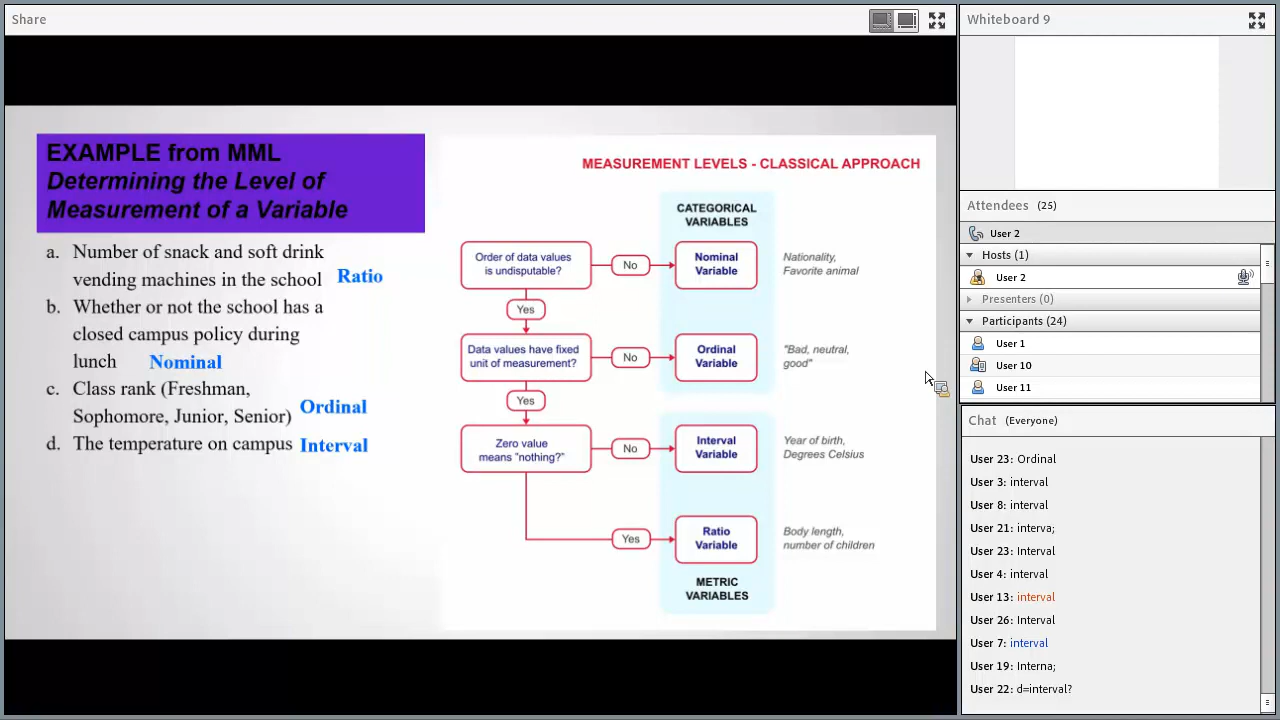 Share
EXAMPLE from MML
Determining the Level of
Measurement of a Variable
a. Number of snack and soft drink
vending machines in the school Ratio
b. Whether or not the school has a
closed campus policy during
lunch Nominal
c. Class rank (Freshman,
Sophomore, Junior, Senior) Ordinal
d. The temperature on campus Interval
MEASUREMENT LEVELS - CLASSICAL APPROACH
CATEGORICAL
VARIABLES
Order of data values
is undisputable?
No
Nominal
Variable
Nationality,
Favorite animal
Yes
Data values have fixed
unit of measurement?
No
Ordinal
Variable
"Bad, neutral,
good"
Yes
Zero value
means "nothing?"
No
Interval
Variable
Year of birth,
Degrees Celsius
Yes
Ratio
Variable
Body length,
number of children
METRIC
VARIABLES
Whiteboard 9
Attendees (25)
User 2
Hosts (1)
User 2
Presenters (0)
Participants (24)
User 1
User 10
User 11
Chat (Everyone)
User 23: Ordinal
User 3: interval
User 8: interval
User 21: interva;
User 23: Interval
User 4: interval
User 13: interval
User 26: Interval
User 7: interval
User 19: Interna;
User 22: d=interval?